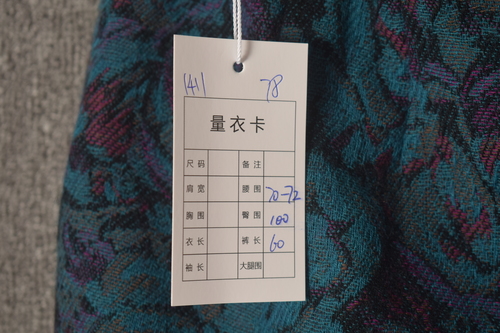 1411 78
量衣卡
尺码 备注
肩宽 腰围 70-72
胸围 臀围 100
衣长 裤长 60
袖长 大腿围